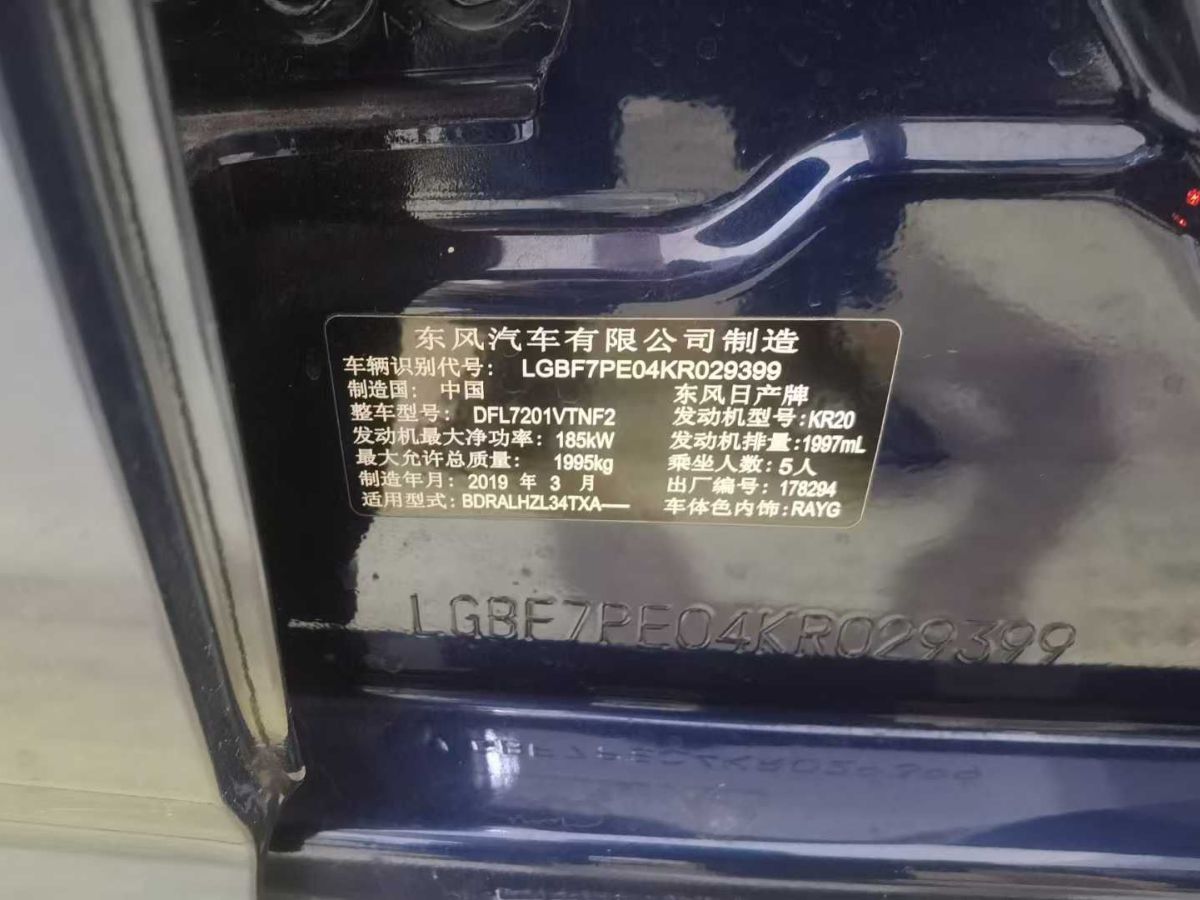 东风汽车有限公司制造
车辆识别代号: LGBF7PE04KR029399
制造国: 中国 东风日产牌
整车型号: DFL7201VTNF2 发动机型号:KR20
发动机最大净功率: 185kW 发动机排量:1997mL
最大允许总质量: 1995kg 乘坐人数:5人
制造年月: 2019 年 3 月 出厂编号: 178294
适用型式:BDRALHZL34TXA—— 车体色内饰:RAYG
LGBF7PE04KR029399